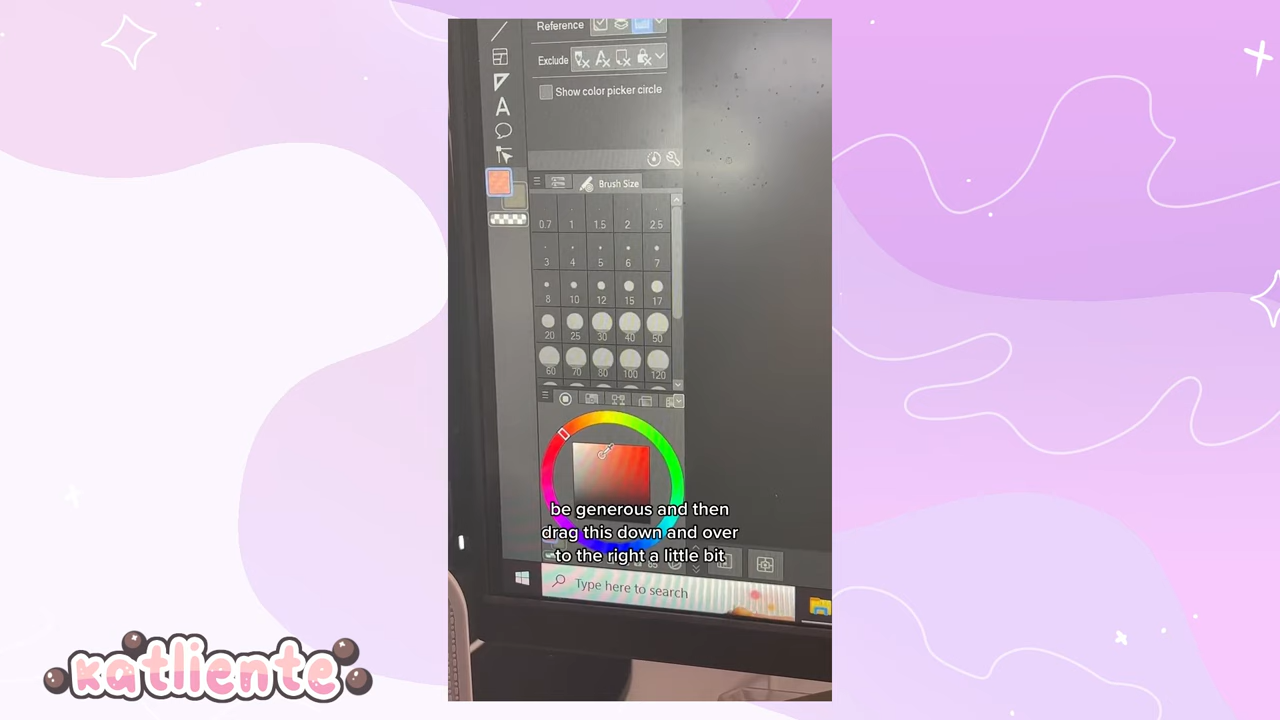 Reference
Exclude
Show color picker circle
A
Brush Size
0.7 1 1.5 2 2.5
3 4 5 6 7
8 10 12 15 17
20 25 30 40 50
60 70 80 100 120
be generous and then
drag this down and over
to the right a little bit
Type here to search
katliente